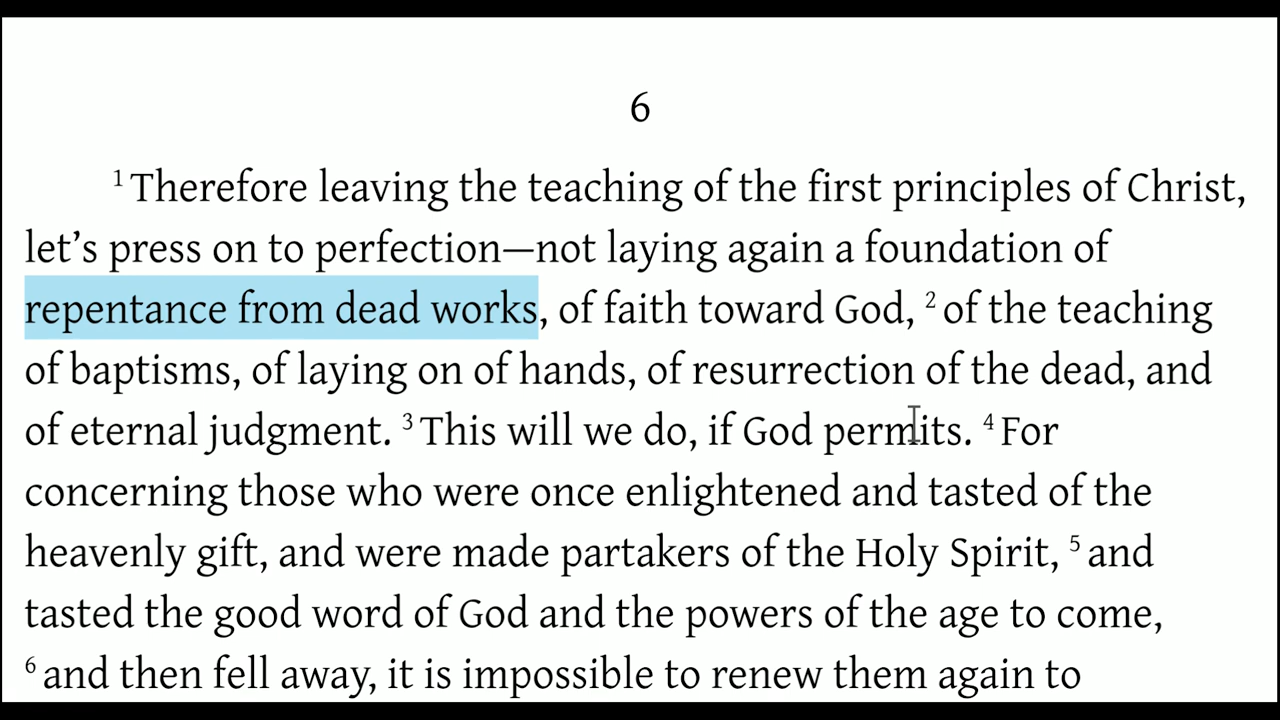 6
1 Therefore leaving the teaching of the first principles of Christ,
let’s press on to perfection—not laying again a foundation of
repentance from dead works, of faith toward God, 2 of the teaching
of baptisms, of laying on of hands, of resurrection of the dead, and
of eternal judgment. 3 This will we do, if God permits. 4 For
concerning those who were once enlightened and tasted of the
heavenly gift, and were made partakers of the Holy Spirit, 5 and
tasted the good word of God and the powers of the age to come,
6 and then fell away, it is impossible to renew them again to